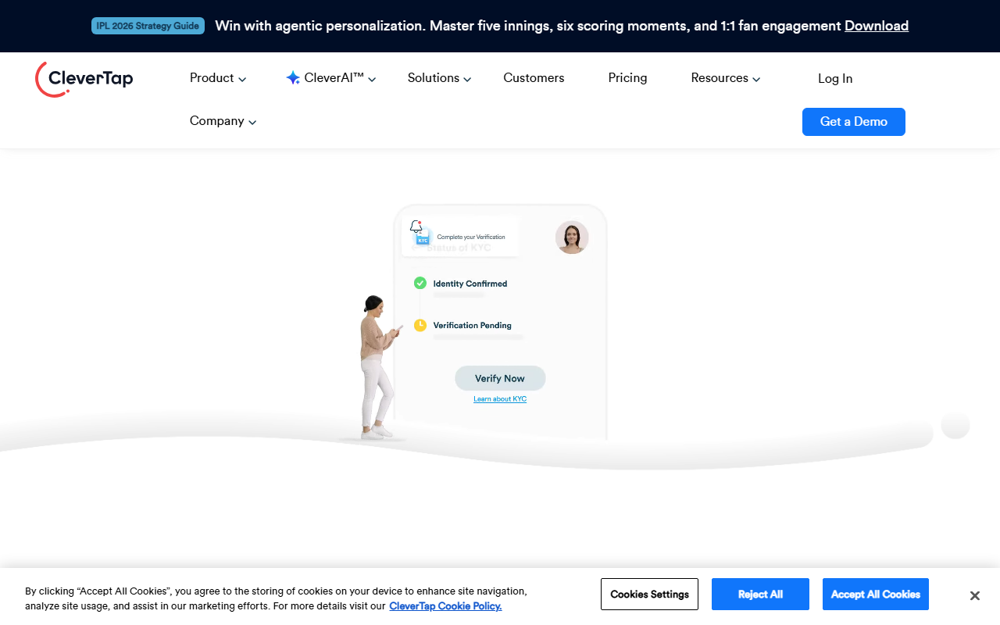 IPL 2026 Strategy Guide Win with agentic personalization. Master five innings, six scoring moments, and 1:1 fan engagement Download
CleverTap Product CleverAI™ Solutions Customers Pricing Resources Log In
Company Get a Demo
Complete your Verification
KYC
Status of KYC
Identity Confirmed
Verification Pending
Verify Now
Learn about KYC
By clicking “Accept All Cookies”, you agree to the storing of cookies on your device to enhance site navigation,
analyze site usage, and assist in our marketing efforts. For more details visit our CleverTap Cookie Policy.
Cookies Settings Reject All Accept All Cookies